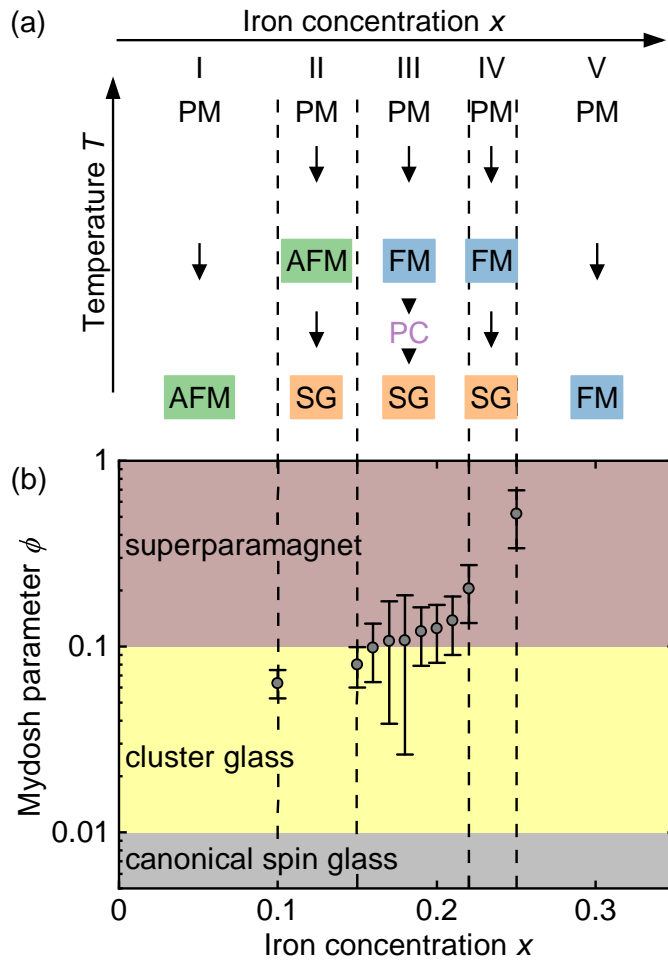 (a)
Iron concentration x
I II III IV V
PM PM PM PM PM
Temperature T
AFM FM FM
PC
AFM SG SG SG FM
(b)
1
superparamagnet
Mydosh parameter ϕ
0.1
cluster glass
0.01
canonical spin glass
0 0.1 0.2 0.3
Iron concentration x